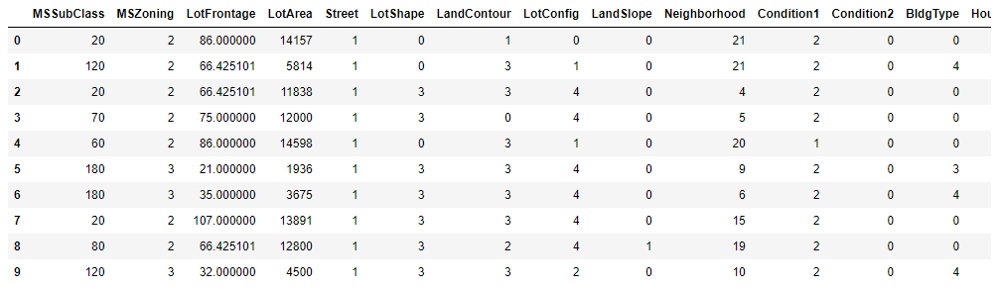 MSSubClass MSZoning LotFrontage LotArea Street LotShape LandContour LotConfig LandSlope Neighborhood Condition1 Condition2 BldgType Hou
0 20 2 86.000000 14157 1 0 1 0 0 21 2 0 0
1 120 2 66.425101 5814 1 0 3 1 0 21 2 0 4
2 20 2 66.425101 11838 1 3 3 4 0 4 2 0 0
3 70 2 75.000000 12000 1 3 0 4 0 5 2 0 0
4 60 2 86.000000 14598 1 0 3 1 0 20 1 0 0
5 180 3 21.000000 1936 1 3 3 4 0 9 2 0 3
6 180 3 35.000000 3675 1 3 3 4 0 6 2 0 4
7 20 2 107.000000 13891 1 3 3 4 0 15 2 0 0
8 80 2 66.425101 12800 1 3 2 4 1 19 2 0 0
9 120 3 32.000000 4500 1 3 3 2 0 10 2 0 4